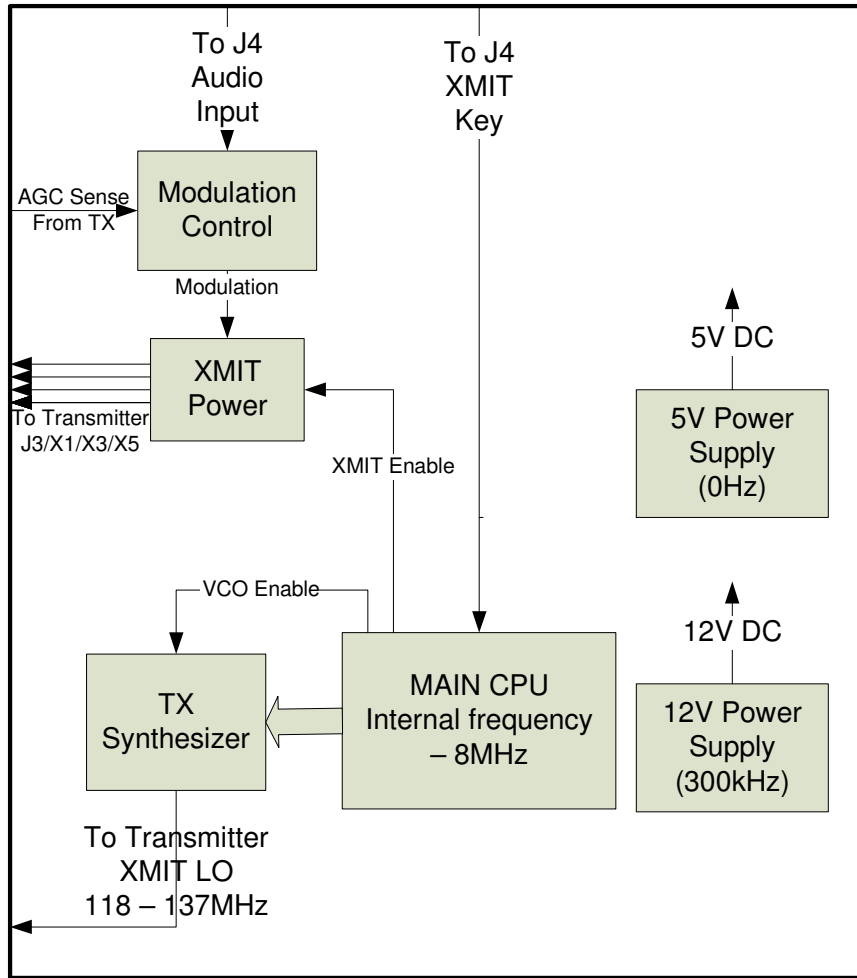 To J4
Audio
Input
To J4
XMIT
Key
AGC Sense
From TX
Modulation
Control
Modulation
XMIT
Power
To Transmitter
J3/X1/X3/X5
XMIT Enable
5V DC
5V Power
Supply
(0Hz)
VCO Enable
TX
Synthesizer
MAIN CPU
Internal frequency
– 8MHz
12V DC
12V Power
Supply
(300kHz)
To Transmitter
XMIT LO
118 – 137MHz